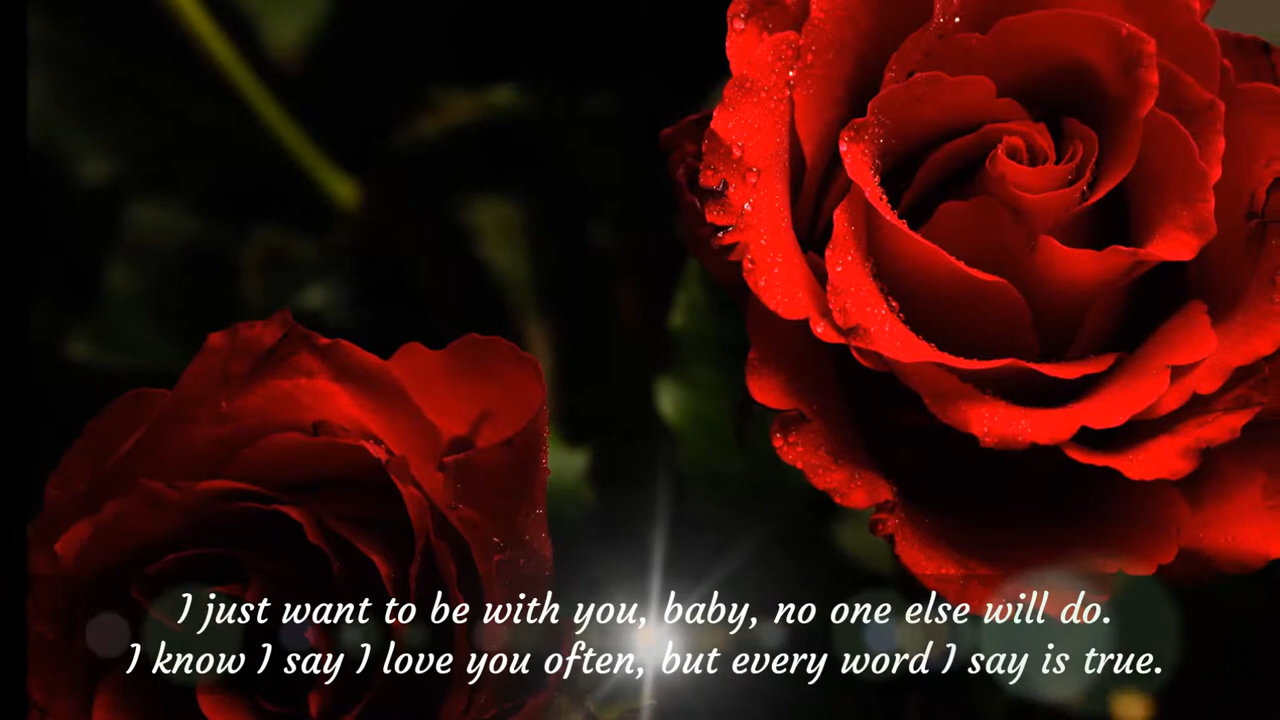 I just want to be with you, baby, no one else will do.
I know I say I love you often, but every word I say is true.